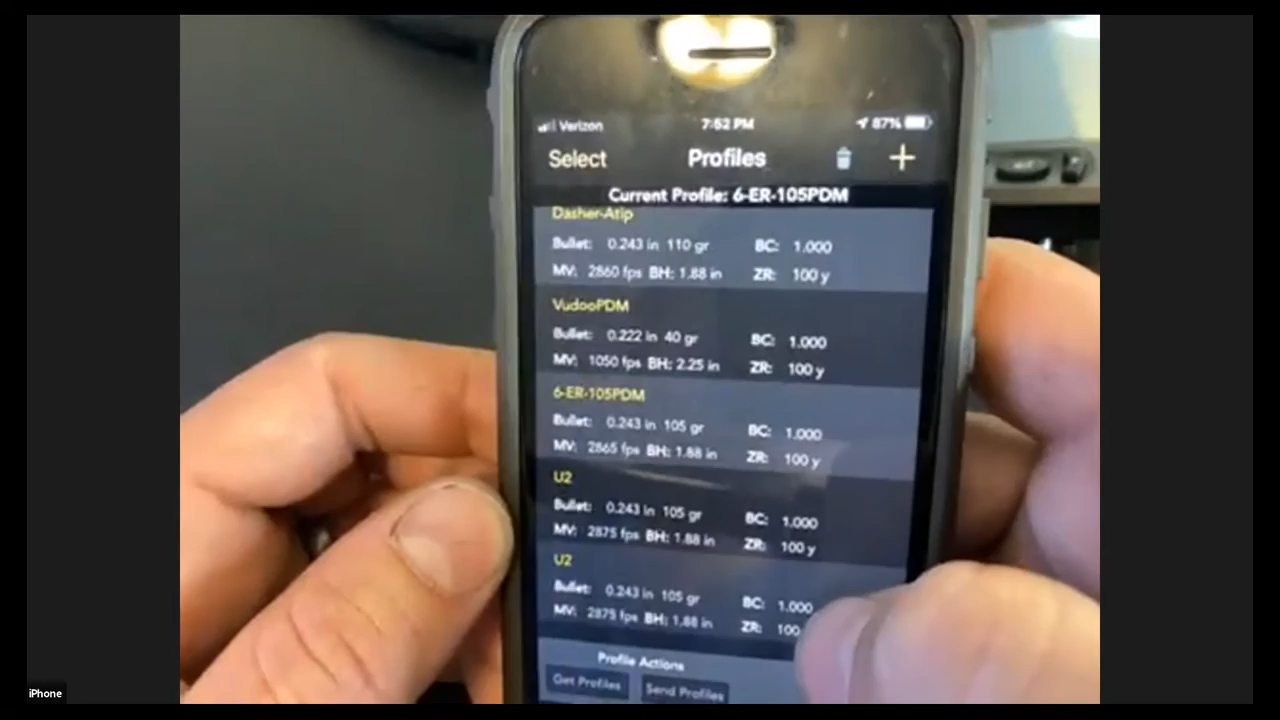 Verizon 7:52 PM 87%
Select Profiles +
Current Profile: 6-ER-105PDM
Dasher-Atip
Bullet: 0.243 in 110 gr BC: 1.000
MV: 2860 fps BH: 1.88 in ZR: 100 y
VudooPDM
Bullet: 0.222 in 40 gr BC: 1.000
MV: 1050 fps BH: 2.25 in ZR: 100 y
6-ER-105PDM
Bullet: 0.243 in 105 gr BC: 1.000
MV: 2865 fps BH: 1.88 in ZR: 100 y
U2
Bullet: 0.243 in 105 gr BC: 1.000
MV: 2875 fps BH: 1.88 in ZR: 100 y
U2
Bullet: 0.243 in 105 gr BC: 1.000
MV: 2875 fps BH: 1.88 in ZR: 100
Profile Actions
Get Profiles Send Profiles
iPhone